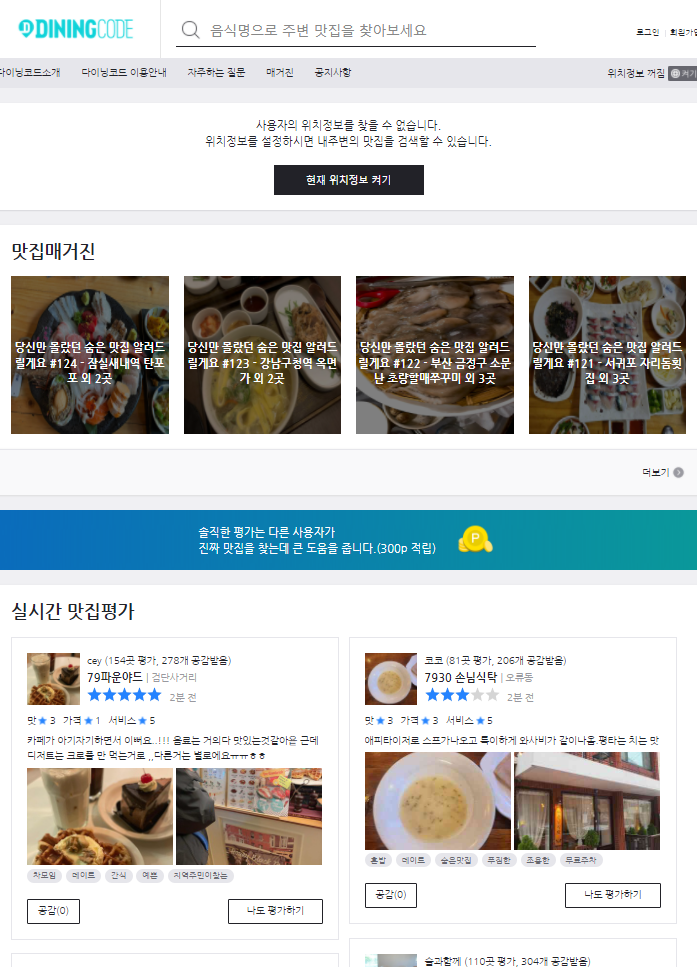 DININGCODE
음식명으로 주변 맛집을 찾아보세요
로그인
회원가입
다이닝코드소개 다이닝코드 이용안내 자주하는 질문 매거진 공지사항
위치정보 꺼짐 켜기
사용자의 위치정보를 찾을 수 없습니다.
위치정보를 설정하시면 내주변의 맛집을 검색할 수 있습니다.
현재 위치정보 켜기
맛집매거진
당신만 몰랐던 숨은 맛집 알려드
릴게요 #124 - 잠실새내역 탄포
포 외 2곳
당신만 몰랐던 숨은 맛집 알려드
릴게요 #123 - 강남구청역 옥면
가 외 2곳
당신만 몰랐던 숨은 맛집 알려드
릴게요 #122 - 부산 금정구 소문
난 초량할매쭈꾸미 외 3곳
당신만 몰랐던 숨은 맛집 알려드
릴게요 #121 - 서귀포 자리돔횟
집 외 3곳
더보기
솔직한 평가는 다른 사용자가
진짜 맛집을 찾는데 큰 도움을 줍니다.(300p 적립)
P
실시간 맛집평가
cey (154곳 평가, 278개 공감받음)
79파운야드 | 검단사거리
2분 전
맛★ 3 가격★ 1 서비스★ 5
카페가 아기자기하면서 이뻐요..!!! 음료는 거의다 맛있는것같아욘 근데
디저트는 크로플 만 먹는거로 ,,다른거는 별로에요ㅠㅠㅎㅎ
차모임 데이트 간식 예쁜 지역주민이찾는
공감(0)
나도 평가하기
코코 (81곳 평가, 206개 공감받음)
7930 손님식탁 | 오류동
2분 전
맛★ 3 가격★ 3 서비스★ 5
애피타이저로 스프가나오고 특이하게 와사비가 같이나옴.평타는 치는 맛
혼밥 데이트 숨은맛집 푸짐한 조용한 무료주차
공감(0)
나도 평가하기
술과함께 (110곳 평가, 304개 공감받음)